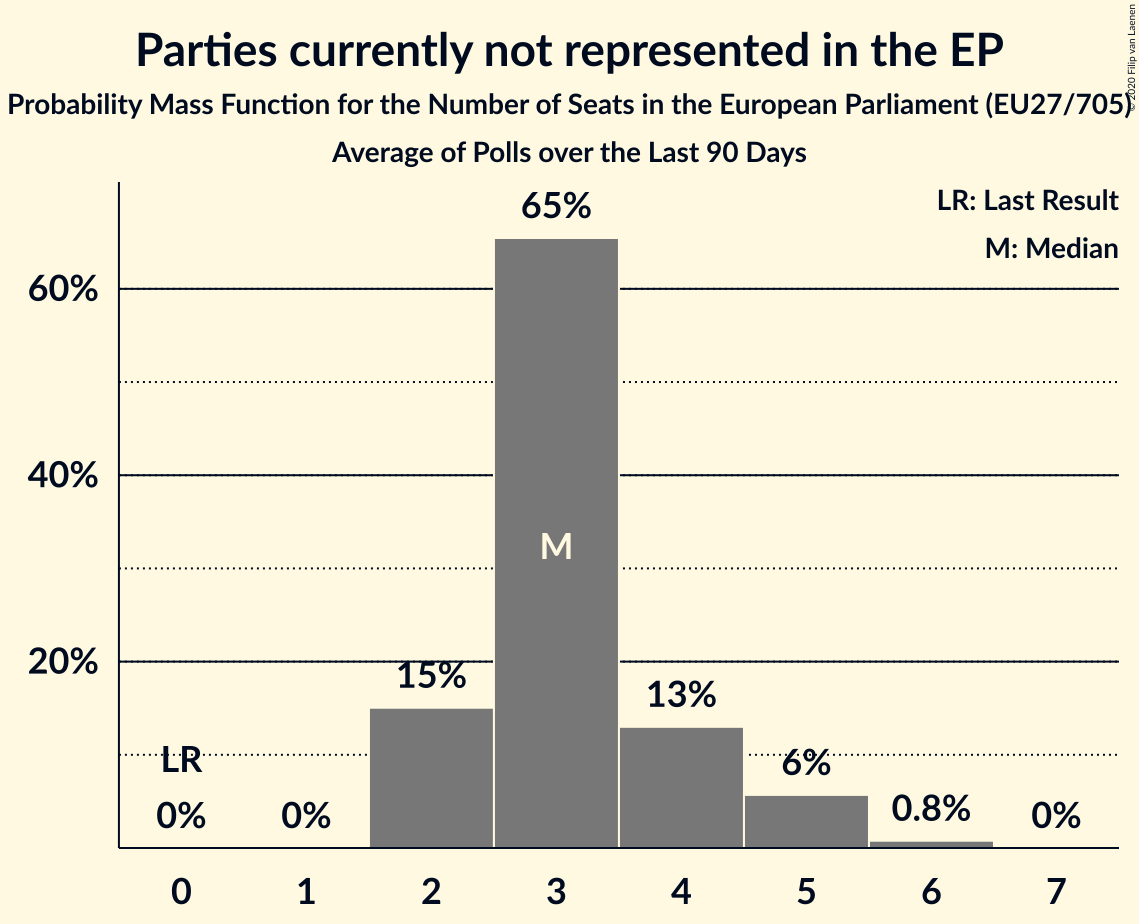 Parties currently not represented in the EP
Probability Mass Function for the Number of Seats in the European Parliament (EU27/705)
Average of Polls over the Last 90 Days
© 2020 Filip van Laenen
LR: Last Result
M: Median
65%
60%
40%
M
20%
15%
13%
LR
6%
0%
0%
0.8%
0%
0
1
2
3
4
5
6
7